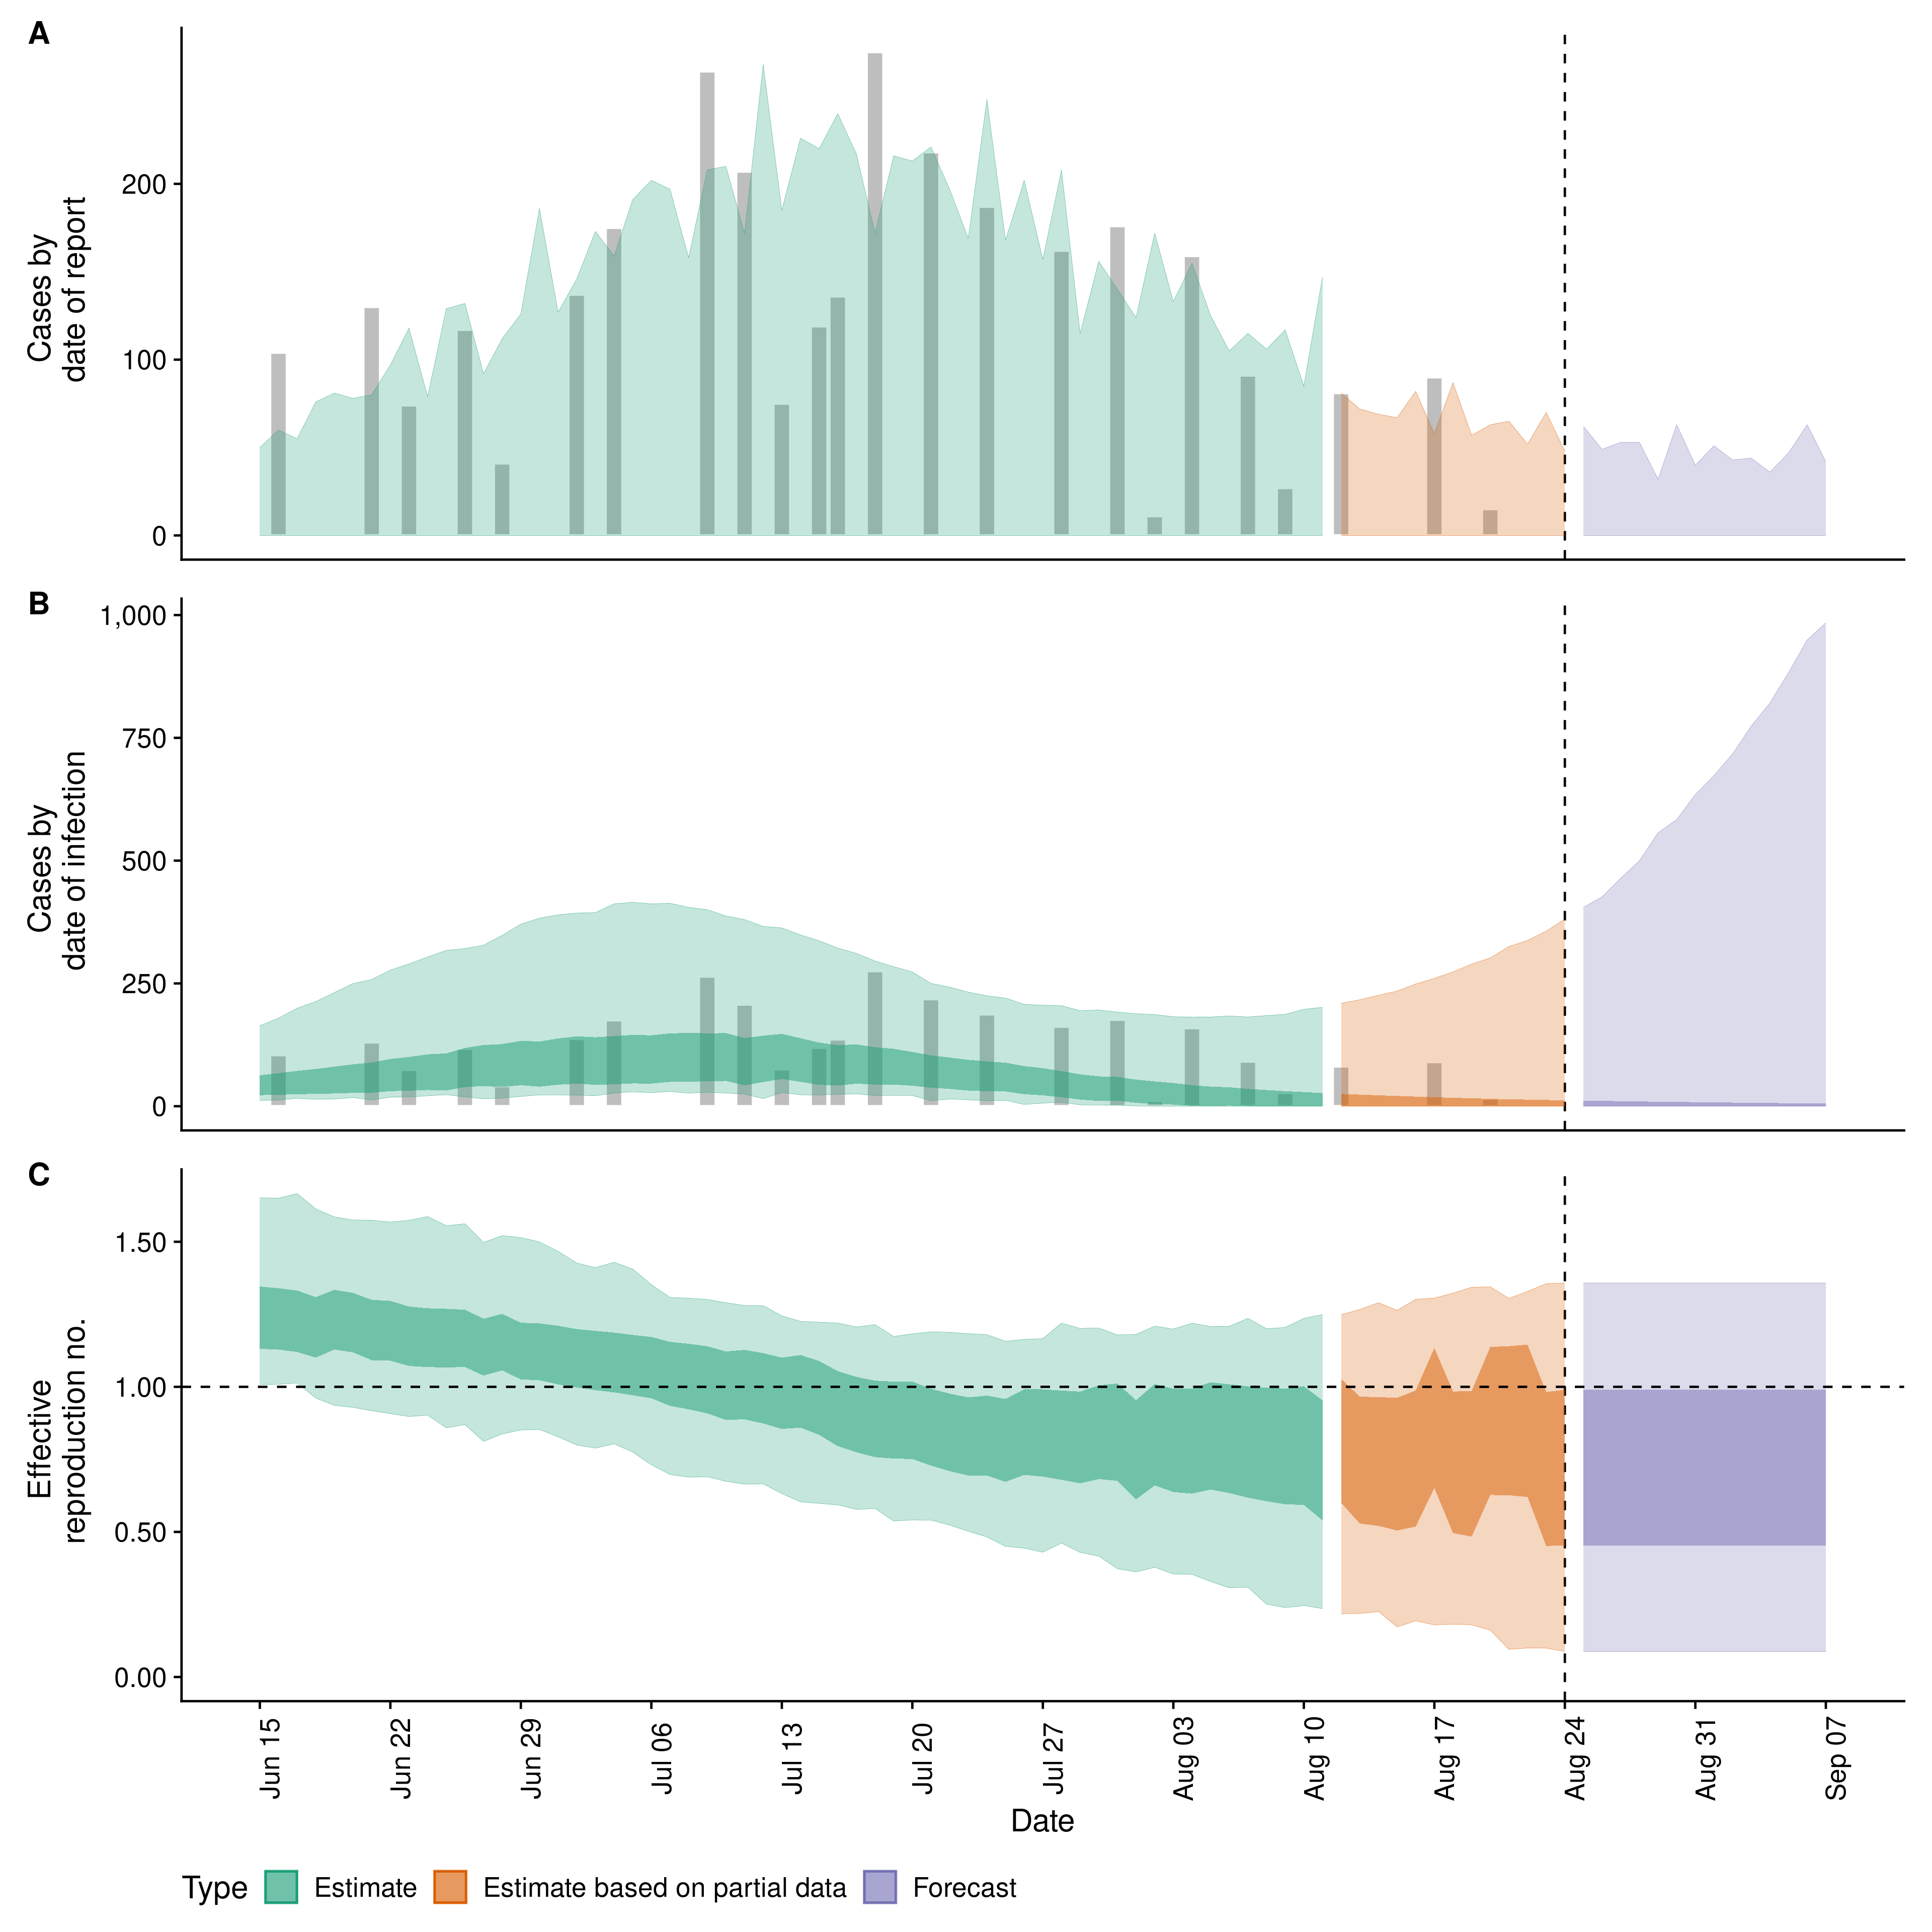 A
Cases by
date of report
200
100
0
B
Cases by
date of infection
1,000
750
500
250
0
C
Effective
reproduction no.
1.50
1.00
0.50
0.00
Jun 15
Jun 22
Jun 29
Jul 06
Jul 13
Jul 20
Jul 27
Aug 03
Aug 10
Aug 17
Aug 24
Aug 31
Sep 07
Date
Type Estimate Estimate based on partial data Forecast